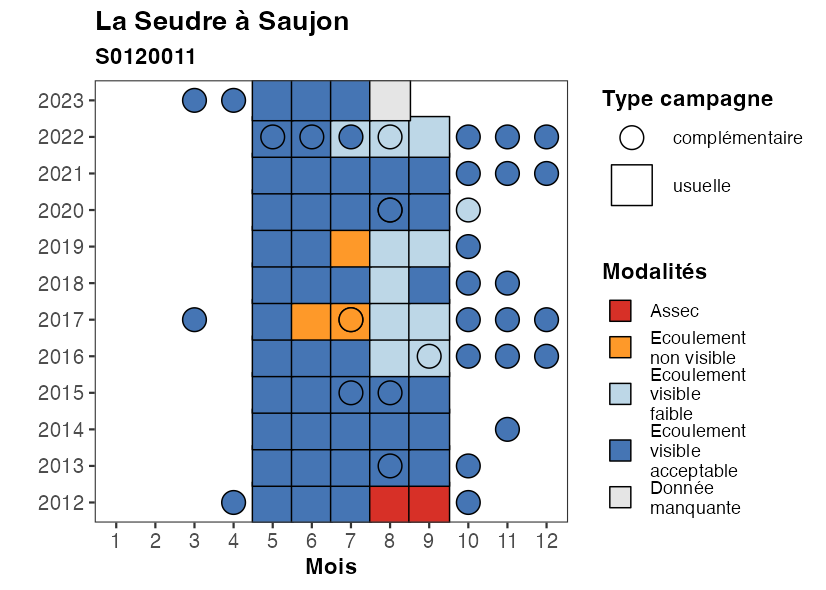 La Seudre à Saujon
S0120011
2023
2022
2021
2020
2019
2018
2017
2016
2015
2014
2013
2012
1 2 3 4 5 6 7 8 9 10 11 12
Mois
Type campagne
complémentaire
usuelle
Modalités
Assec
Ecoulement
non visible
Ecoulement
visible
faible
Ecoulement
visible
acceptable
Donnée
manquante